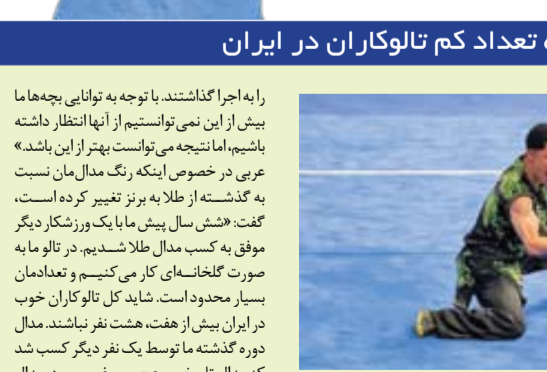 تعداد کم تالوکاران در ایران
را به اجرا گذاشتند. با توجه به توانایی بچه‌ها ما
بیش از این نمی‌توانستیم از آنها انتظار داشته
باشیم، اما نتیجه می‌توانست بهتر از این باشد.»
عربی در خصوص اینکه رنگ مدال‌مان نسبت
به گذشته از طلا به برنز تغییر کرده است،
گفت: «شش سال پیش ما با یک ورزشکار دیگر
موفق به کسب مدال طلا شدیم. در تالو ما به
صورت گلخانه‌ای کار می‌کنیم و تعدادمان
بسیار محدود است. شاید کل تالوکاران خوب
در ایران بیش از هفت، هشت نفر نباشند. مدال
دوره گذشته ما توسط یک نفر دیگر کسب شد